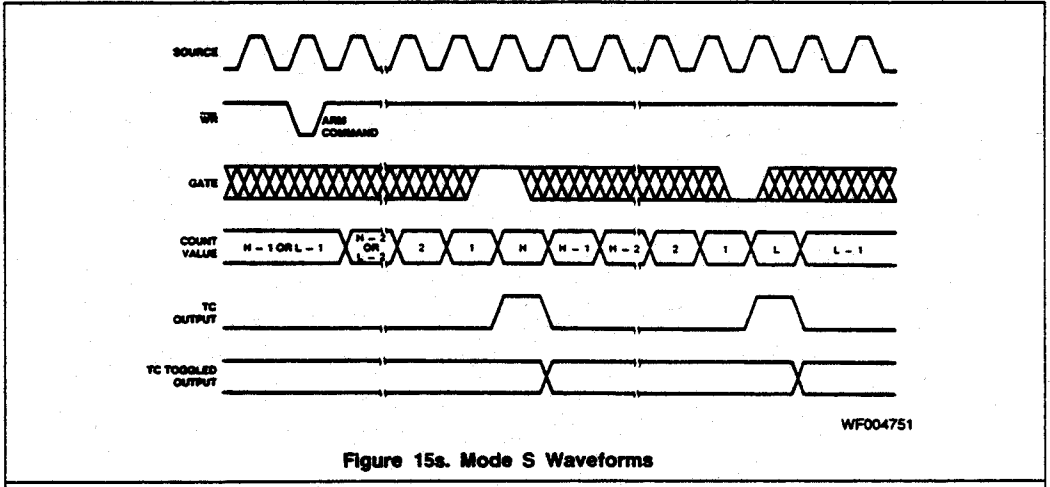 SOURCE
WR
ARM
COMMAND
GATE
COUNT
VALUE
N - 1 OR L - 1
H - 2
OR
L - 2
2
1
H
H - 1
H - 2
2
1
L
L - 1
TC
OUTPUT
TC TOGGLED
OUTPUT
WF004751
Figure 15s. Mode S Waveforms